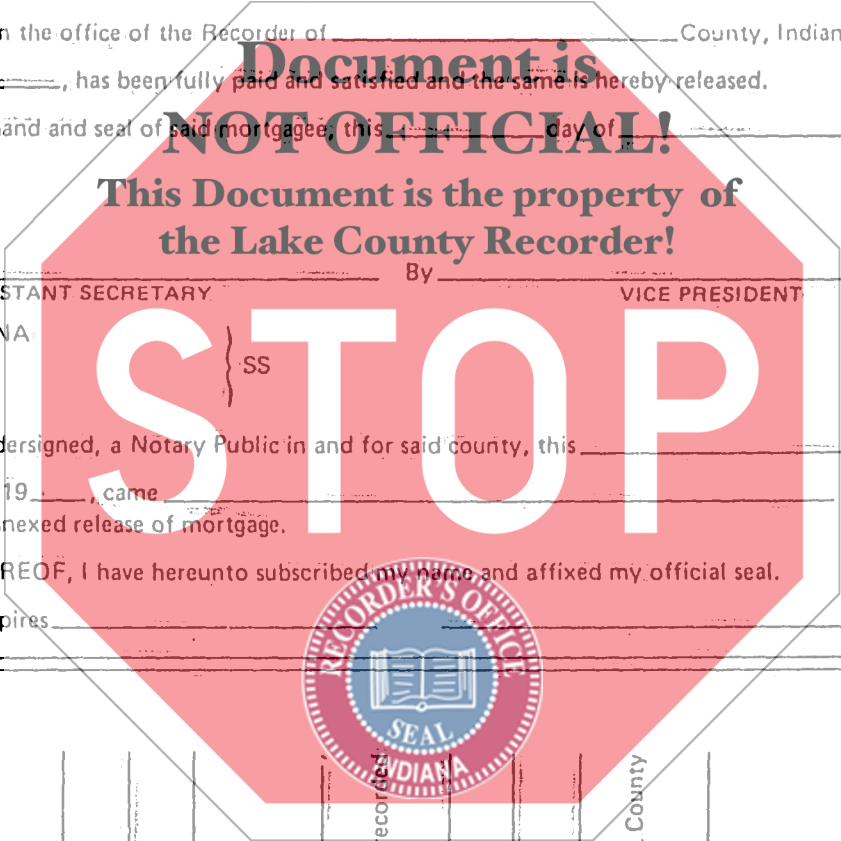 n the office of the Recorder of County, Indian
Document is
, has been fully paid and satisfied and the same is hereby released.
and and seal of said mortgagee, this day of
NOT OFFICIAL!
This Document is the property of
the Lake County Recorder!
By
STANT SECRETARY VICE PRESIDENT
NA
SS
STOP
dersigned, a Notary Public in and for said county, this
19 , came
nexed release of mortgage.
REOF, I have hereunto subscribed my name and affixed my official seal.
pires
RECORDER'S OFFICE
SEAL
INDIANA
ecorded
County